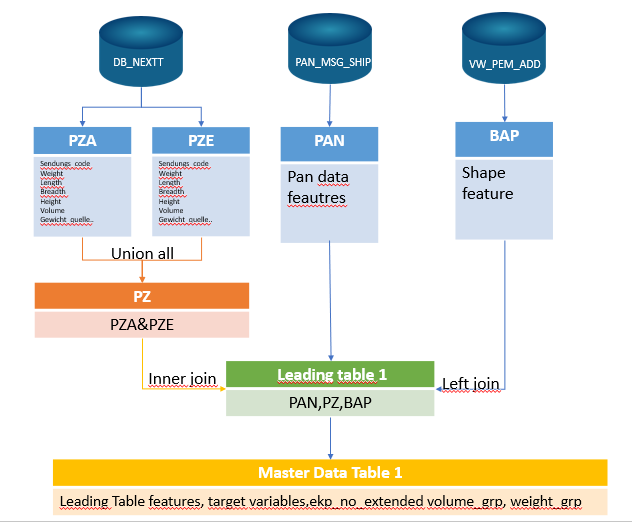 DB_NEXTT
PAN_MSG_SHIP
VW_PEM_ADD
PZA
Sendungs_code
Weight
Length
Breadth
Height
Volume
Gewicht_quelle..
PZE
Sendungs_code
Weight
Length
Breadth
Height
Volume
Gewicht_quelle..
PAN
Pan data
feautres
BAP
Shape
feature
Union all
PZ
PZA&PZE
Inner join
Leading table 1
PAN,PZ,BAP
Left join
Master Data Table 1
Leading Table features, target variables,ekp_no_extended volume_grp, weight_grp